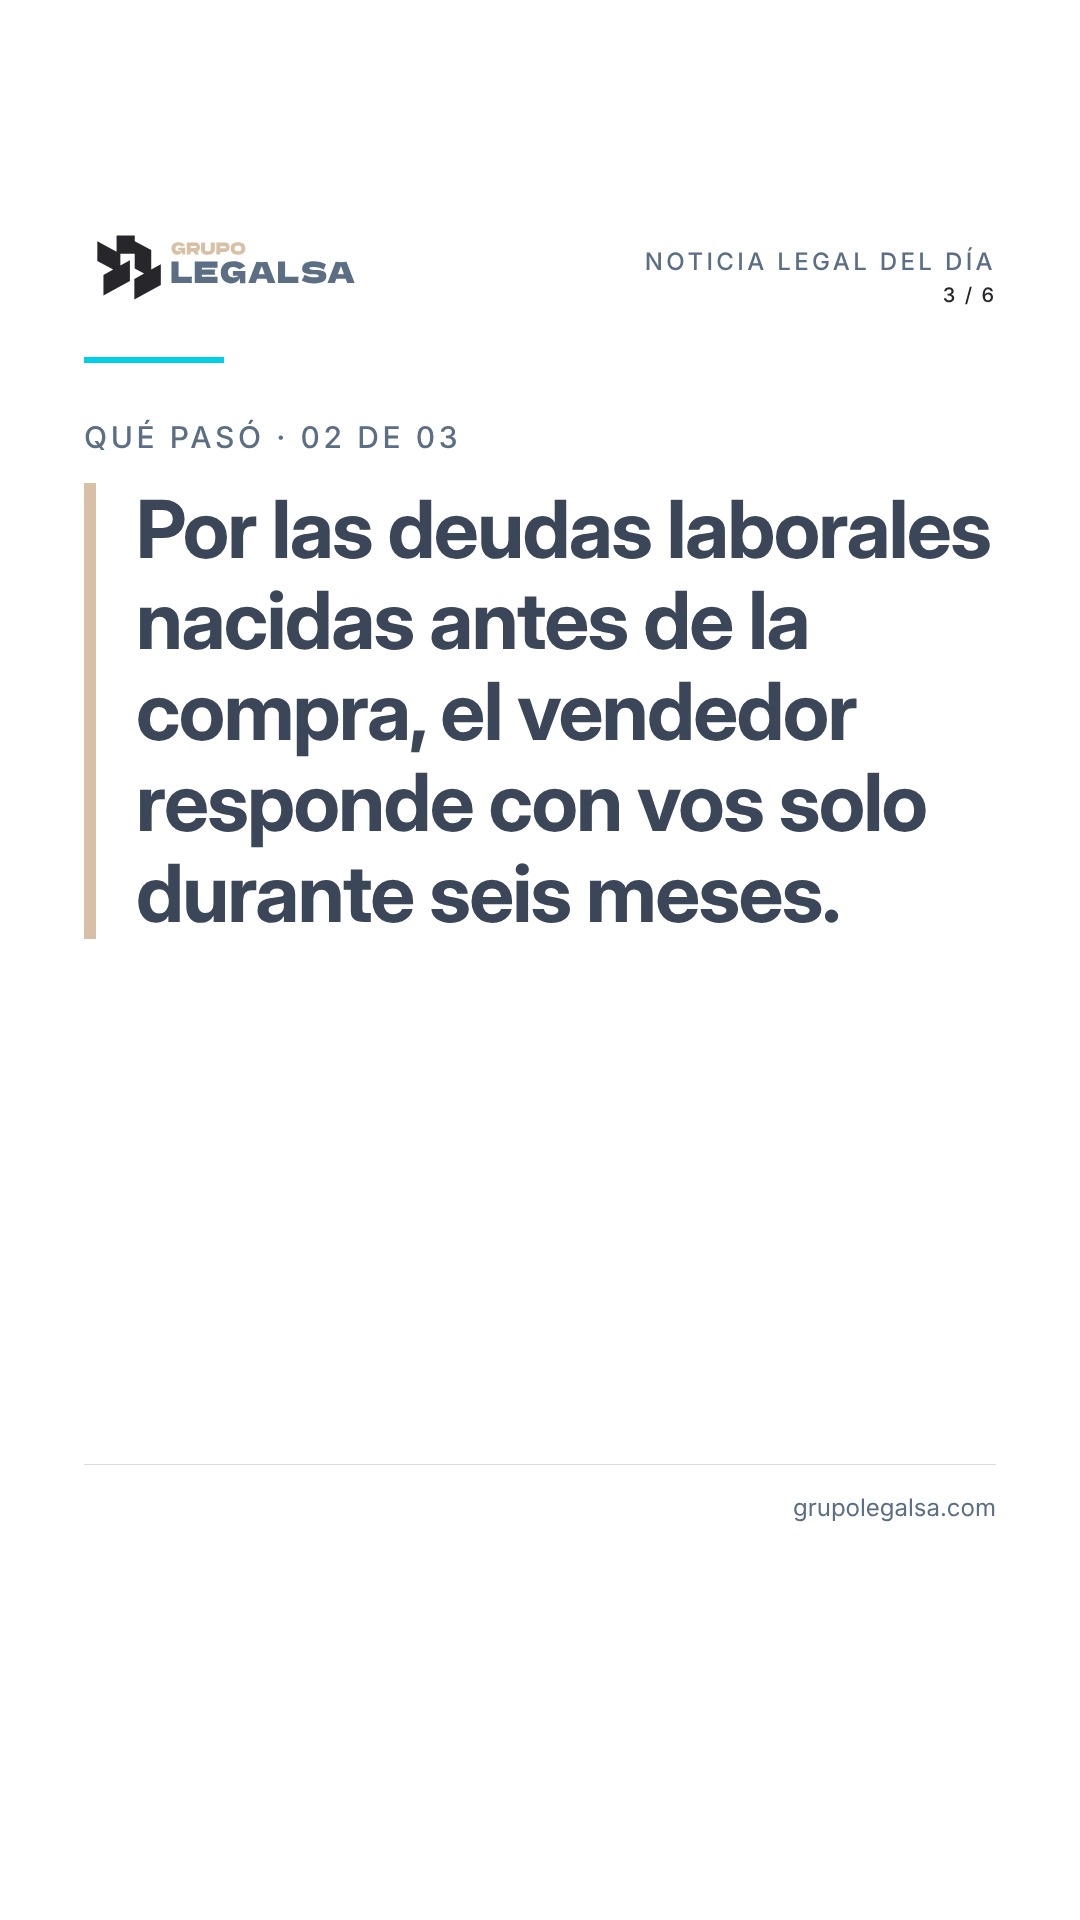 GRUPO
LEGALSA
NOTICIA LEGAL DEL DÍA
3 / 6
QUÉ PASÓ · 02 DE 03
Por las deudas laborales
nacidas antes de la
compra, el vendedor
responde con vos solo
durante seis meses.
grupolegalsa.com